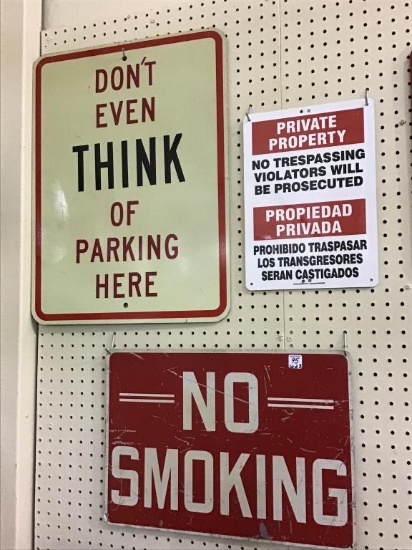 DON'T
EVEN
THINK
OF
PARKING
HERE
PRIVATE
PROPERTY
NO TRESPASSING
VIOLATORS WILL
BE PROSECUTED
PROPIEDAD
PRIVADA
PROHIBIDO TRASPASAR
LOS TRANSGRESORES
SERAN CASTIGADOS
NO
SMOKING